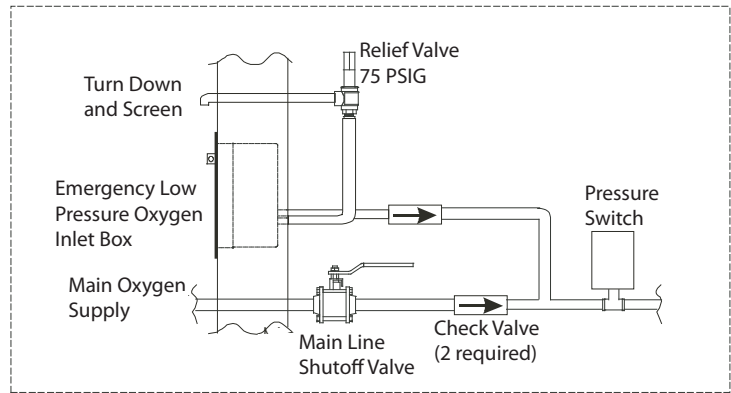 Relief Valve
75 PSIG
Turn Down
and Screen
Emergency Low
Pressure Oxygen
Inlet Box
Pressure
Switch
Main Oxygen
Supply
Main Line
Shutoff Valve
Check Valve
(2 required)